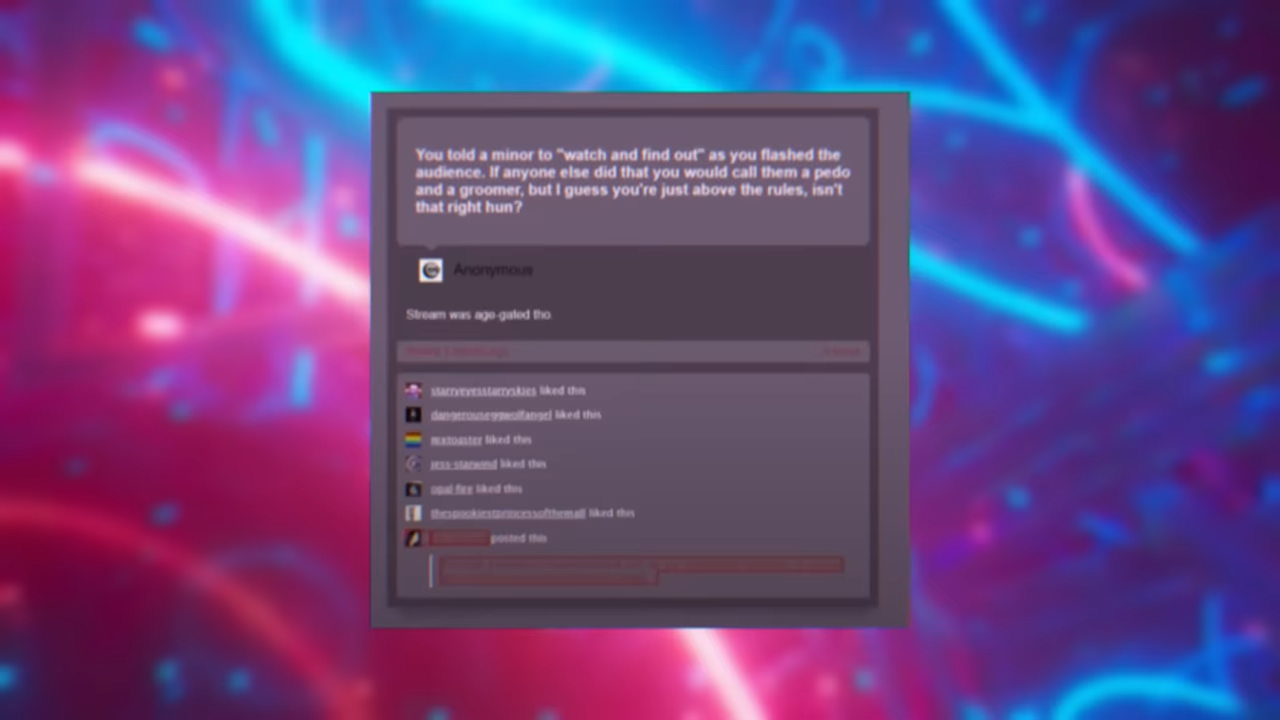 You told a minor to "watch and find out" as you flashed the
audience. If anyone else did that you would call them a pedo
and a groomer, but I guess you're just above the rules, isn't
that right hun?
Anonymous
Stream was age-gated tho.
starryeyesstarryskies liked this
dangerouseggwolfangel liked this
mxtoaster liked this
jess-starwind liked this
opal-fire liked this
thespookiestprincessofthemall liked this
posted this